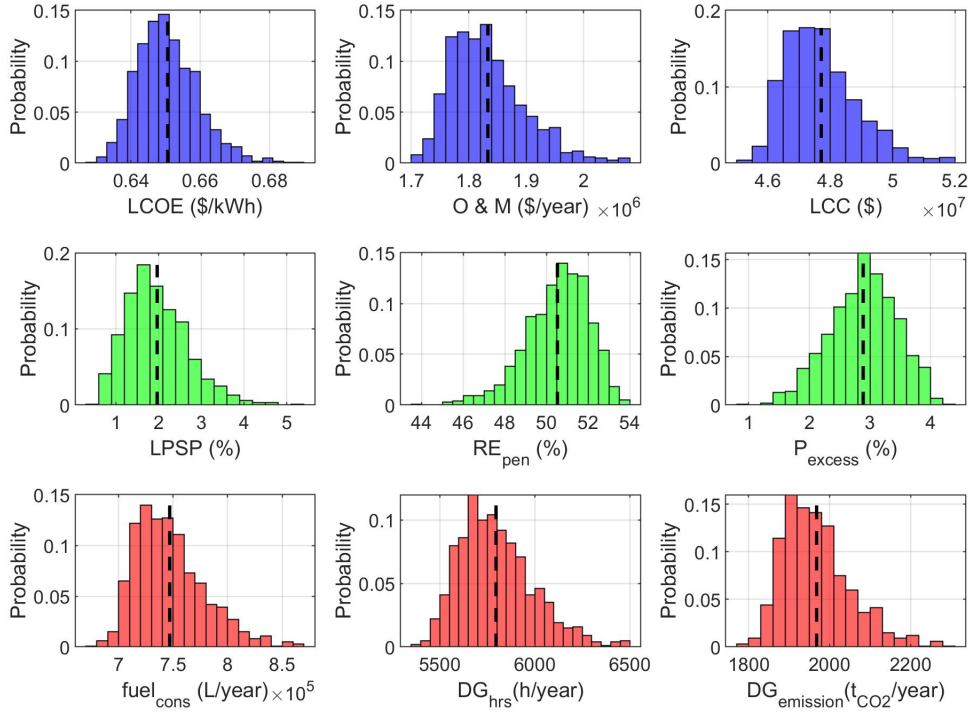 0.15
0.1
0.05
0
Probability
0.64 0.66 0.68
LCOE ($/kWh)
0.15
0.1
0.05
0
Probability
1.7 1.8 1.9 2
O & M ($/year) ×10^6
0.2
0.1
0
Probability
4.6 4.8 5 5.2
LCC ($) ×10^7
0.2
0.1
0
Probability
1 2 3 4 5
LPSP (%)
0.15
0.1
0.05
0
Probability
44 46 48 50 52 54
RE_pen (%)
0.15
0.1
0.05
0
Probability
1 2 3 4
P_excess (%)
0.15
0.1
0.05
0
Probability
7 7.5 8 8.5
fuel_cons (L/year) ×10^5
0.1
0.05
0
Probability
5500 6000 6500
DG_hrs(h/year)
0.15
0.1
0.05
0
Probability
1800 2000 2200
DG_emission(t_CO2/year)